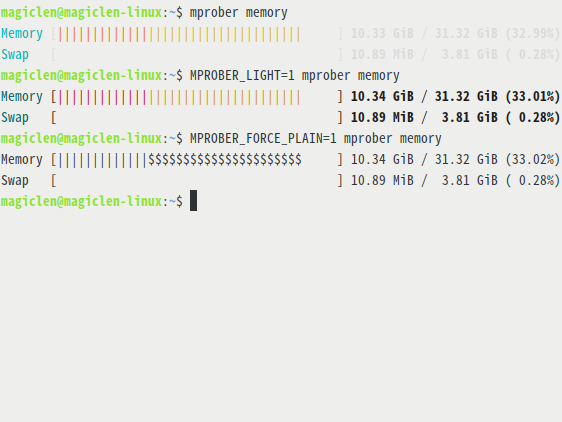 magiclen@magiclen-linux:~$ mprober memory
Memory [|||||||||||||||||||||||||||||||||||     ] 10.33 GiB / 31.32 GiB (32.99%)
Swap   [                                        ] 10.89 MiB /  3.81 GiB ( 0.28%)
magiclen@magiclen-linux:~$ MPROBER_LIGHT=1 mprober memory
Memory [|||||||||||||||||||||||||||||||||||     ] 10.34 GiB / 31.32 GiB (33.01%)
Swap   [                                        ] 10.89 MiB /  3.81 GiB ( 0.28%)
magiclen@magiclen-linux:~$ MPROBER_FORCE_PLAIN=1 mprober memory
Memory [|||||||||||||$$$$$$$$$$$$$$$$$$$$$$     ] 10.34 GiB / 31.32 GiB (33.02%)
Swap   [                                        ] 10.89 MiB /  3.81 GiB ( 0.28%)
magiclen@magiclen-linux:~$